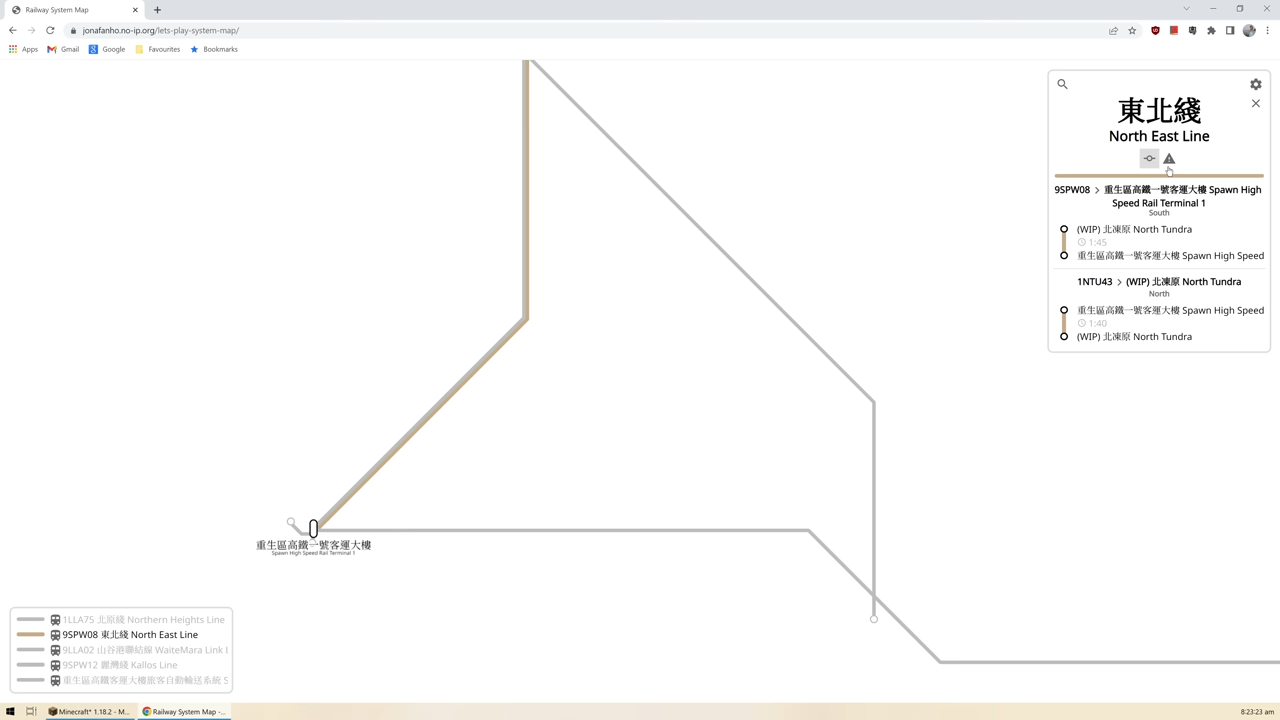 Railway System Map
jonafanho.no-ip.org/lets-play-system-map/
Apps
Gmail
Google
Favourites
Bookmarks
東北綫
North East Line
9SPW08 > 重生區高鐵一號客運大樓 Spawn High
Speed Rail Terminal 1
South
(WIP) 北凍原 North Tundra
1:45
重生區高鐵一號客運大樓 Spawn High Speed
1NTU43 > (WIP) 北凍原 North Tundra
North
重生區高鐵一號客運大樓 Spawn High Speed
1:40
(WIP) 北凍原 North Tundra
重生區高鐵一號客運大樓
Spawn High Speed Rail Terminal 1
1LLA75 北原綫 Northern Heights Line
9SPW08 東北綫 North East Line
9LLA02 山谷港聯結線 WaiteMara Link L
9SPW12 麗灣綫 Kallos Line
重生區高鐵客運大樓旅客自動輸送系統 S
Minecraft* 1.18.2 - M...
Railway System Map -...
8:23:23 am